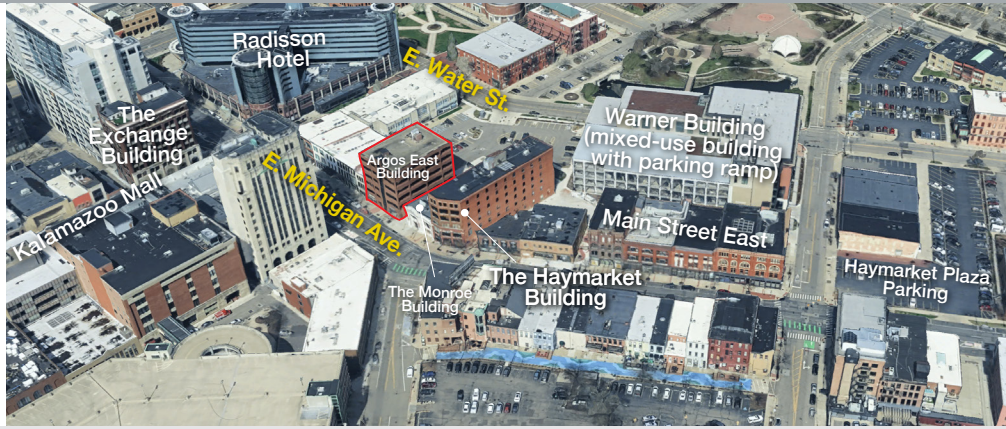 Radisson
Hotel
E. Water St.
The
Exchange
Building
Argos East
Building
Warner Building
(mixed-use building
with parking ramp)
E. Michigan Ave.
Kalamazoo Mall
Main Street East
The Haymarket
Building
The Monroe
Building
Haymarket Plaza
Parking